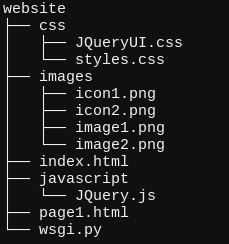 website
├── css
│   ├── JQueryUI.css
│   └── styles.css
├── images
│   ├── icon1.png
│   ├── icon2.png
│   ├── image1.png
│   └── image2.png
├── index.html
├── javascript
│   └── JQuery.js
├── page1.html
└── wsgi.py